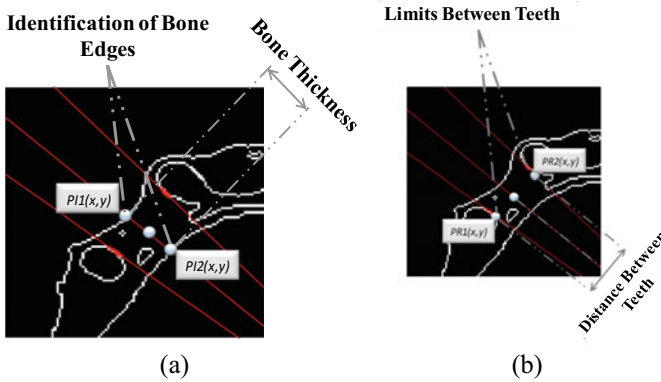 Identification of Bone
Edges
Bone Thickness
PI1(x,y)
PI2(x,y)
(a)
Limits Between Teeth
PR2(x,y)
PR1(x,y)
Distance Between
Teeth
(b)